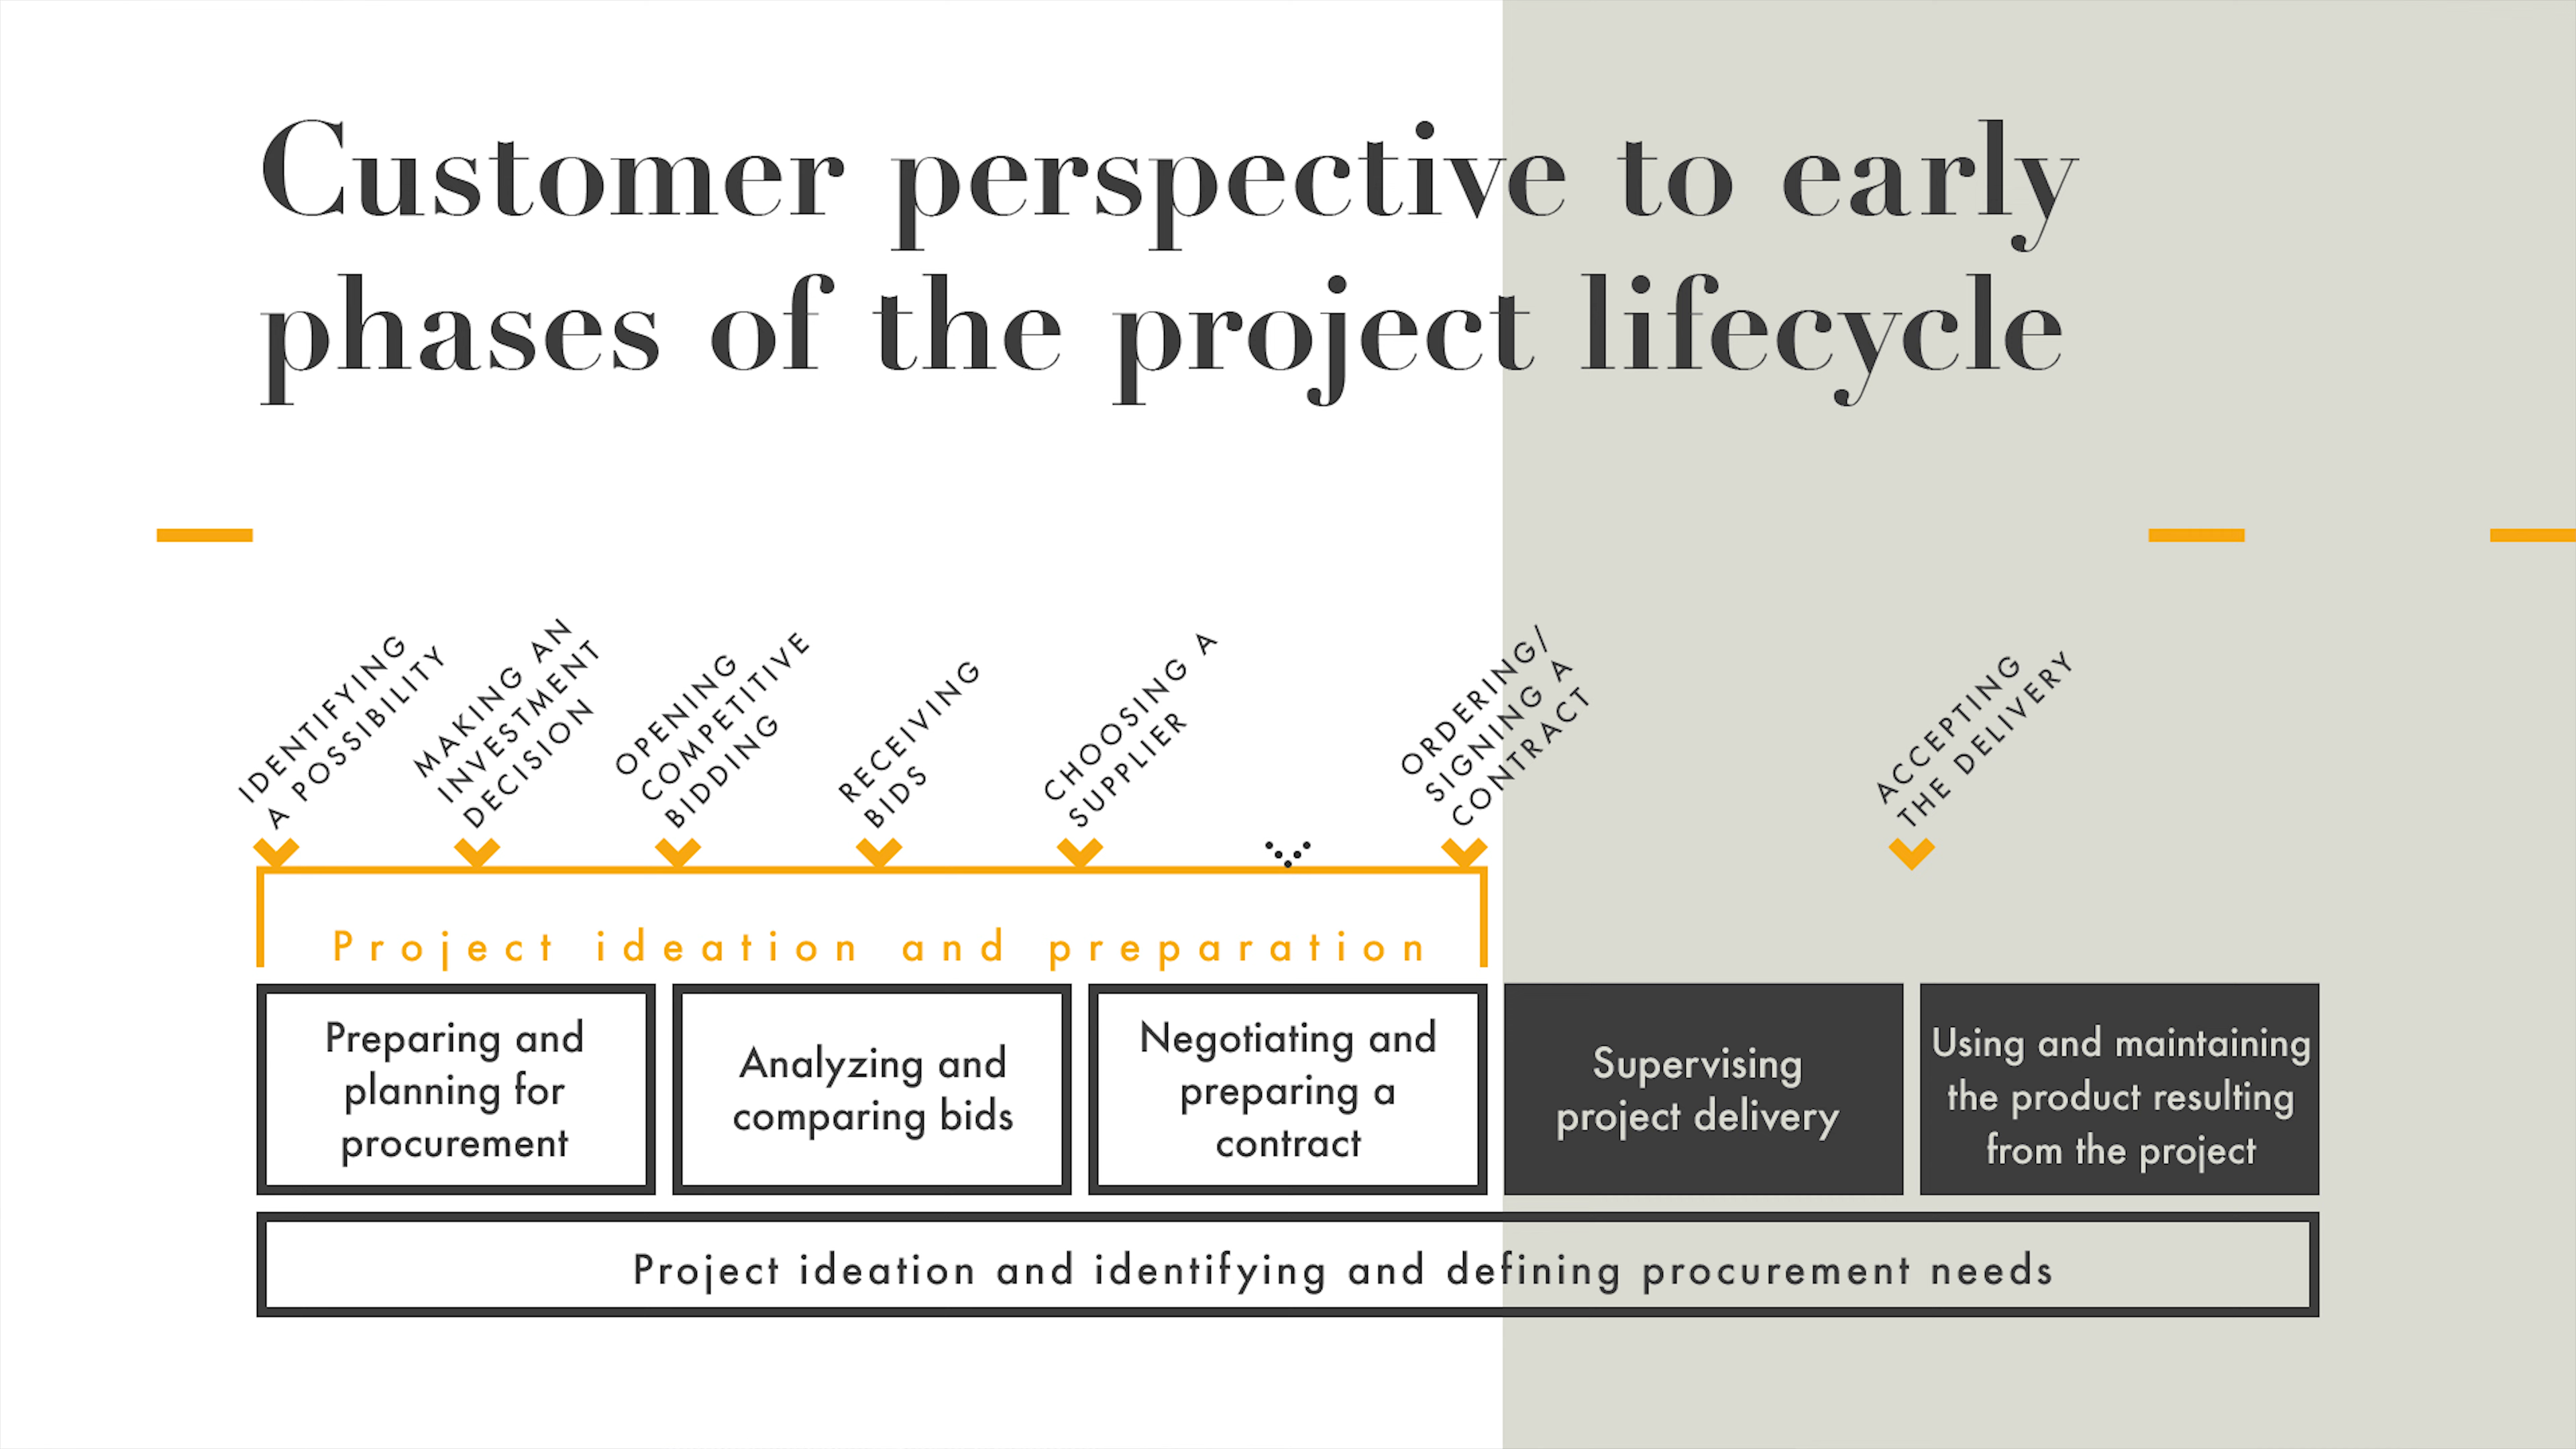 Customer perspective to early
phases of the project lifecycle
IDENTIFYING
A POSSIBILITY
MAKING AN
INVESTMENT
DECISION
OPENING
COMPETITIVE
BIDDING
RECEIVING
BIDS
CHOOSING A
SUPPLIER
ORDERING/
SIGNING A
CONTRACT
ACCEPTING
THE DELIVERY
Project ideation and preparation
Preparing and
planning for
procurement
Analyzing and
comparing bids
Negotiating and
preparing a
contract
Supervising
project delivery
Using and maintaining
the product resulting
from the project
Project ideation and identifying and defining procurement needs